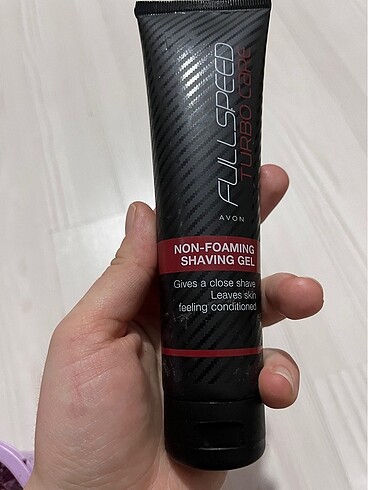 FULLSPEED
TURBO CARE
AVON
NON-FOAMING
SHAVING GEL
Gives a close shave
Leaves skin
feeling conditioned